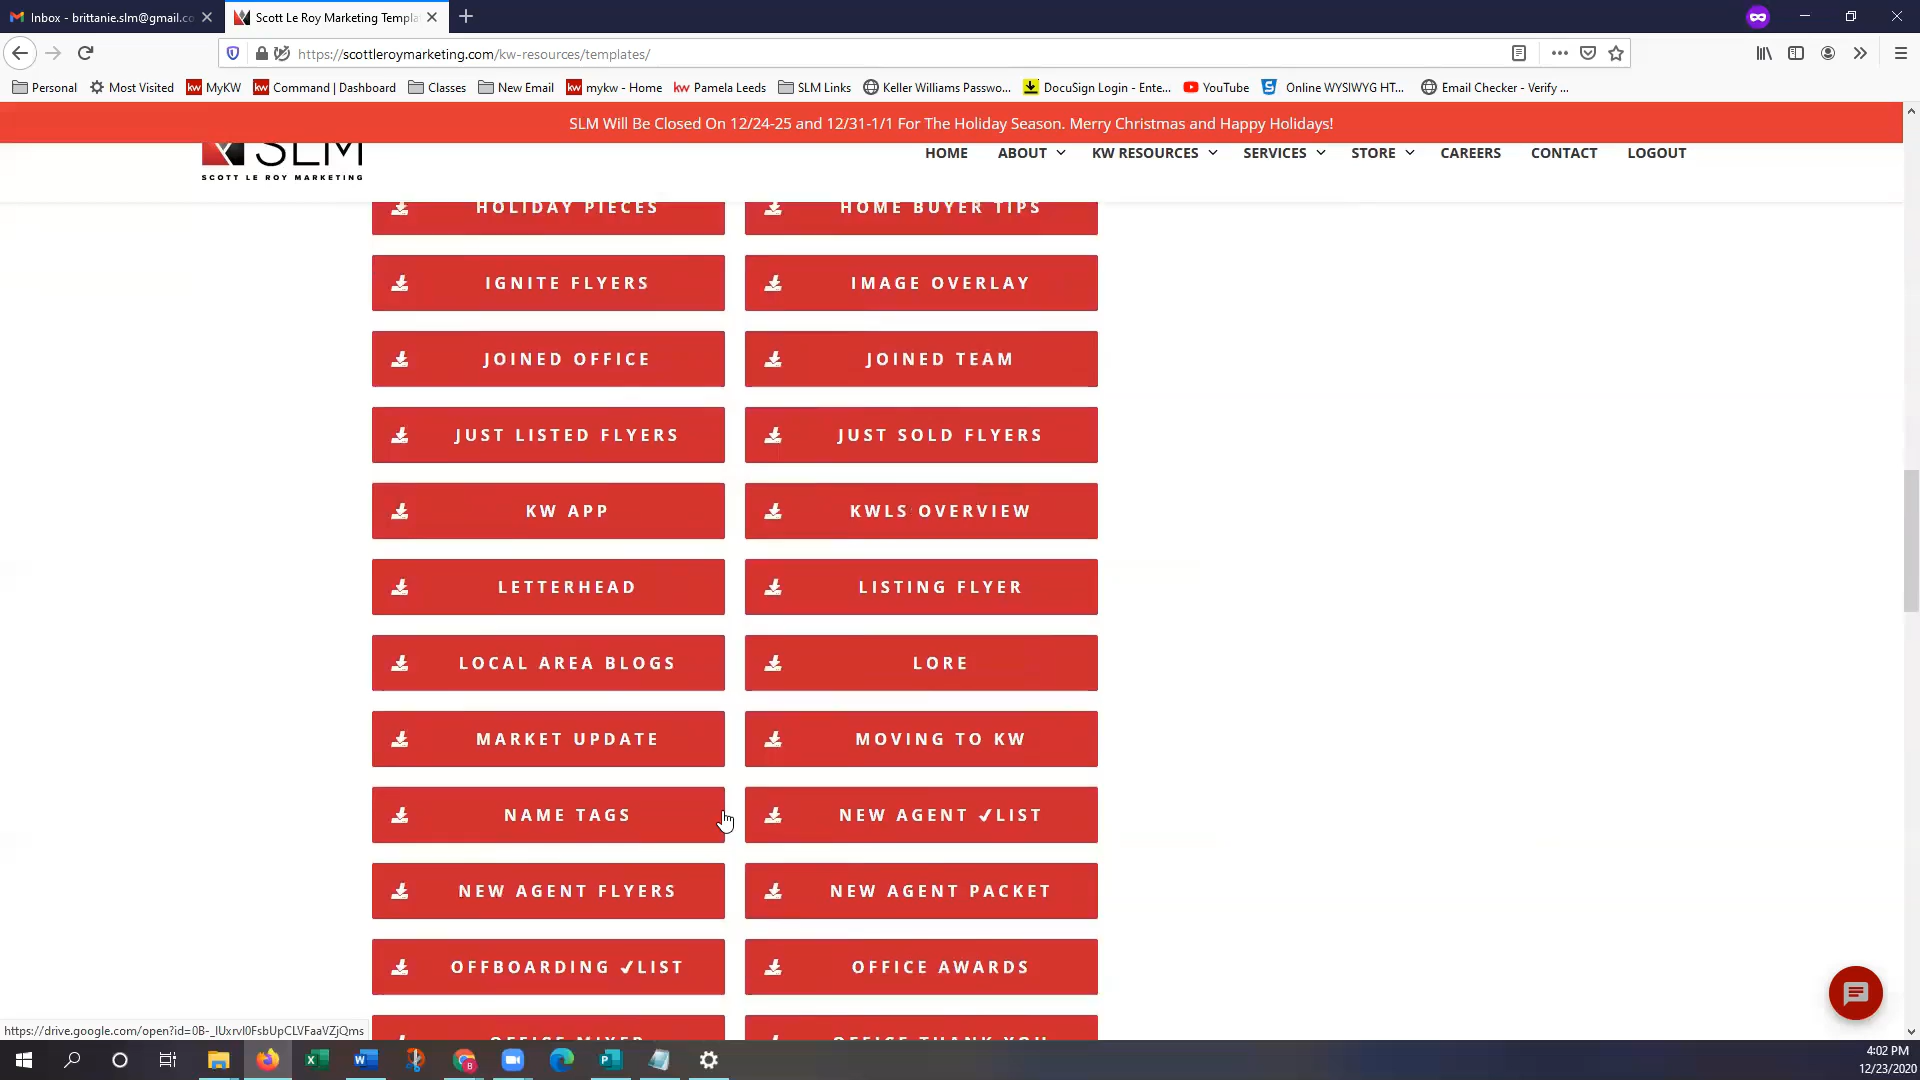 Inbox - brittanie.slm@gmail.co
Scott Le Roy Marketing Templa
https://scottleroymarketing.com/kw-resources/templates/
Personal
Most Visited
MyKW
Command | Dashboard
Classes
New Email
mykw - Home
Pamela Leeds
SLM Links
Keller Williams Passwo...
DocuSign Login - Ente...
YouTube
Online WYSIWYG HT...
Email Checker - Verify ...
SLM Will Be Closed On 12/24-25 and 12/31-1/1 For The Holiday Season. Merry Christmas and Happy Holidays!
SLM
SCOTT LE ROY MARKETING
HOME
ABOUT
KW RESOURCES
SERVICES
STORE
CAREERS
CONTACT
LOGOUT
HOLIDAY PIECES
HOME BUYER TIPS
IGNITE FLYERS
IMAGE OVERLAY
JOINED OFFICE
JOINED TEAM
JUST LISTED FLYERS
JUST SOLD FLYERS
KW APP
KWLS OVERVIEW
LETTERHEAD
LISTING FLYER
LOCAL AREA BLOGS
LORE
MARKET UPDATE
MOVING TO KW
NAME TAGS
NEW AGENT ✓LIST
NEW AGENT FLYERS
NEW AGENT PACKET
OFFBOARDING ✓LIST
OFFICE AWARDS
OFFICE MIXER
OFFICE THANK YOU
https://drive.google.com/open?id=0B-_IUxrvI0FsbUpCLVFaaVZjQms
4:02 PM
12/23/2020